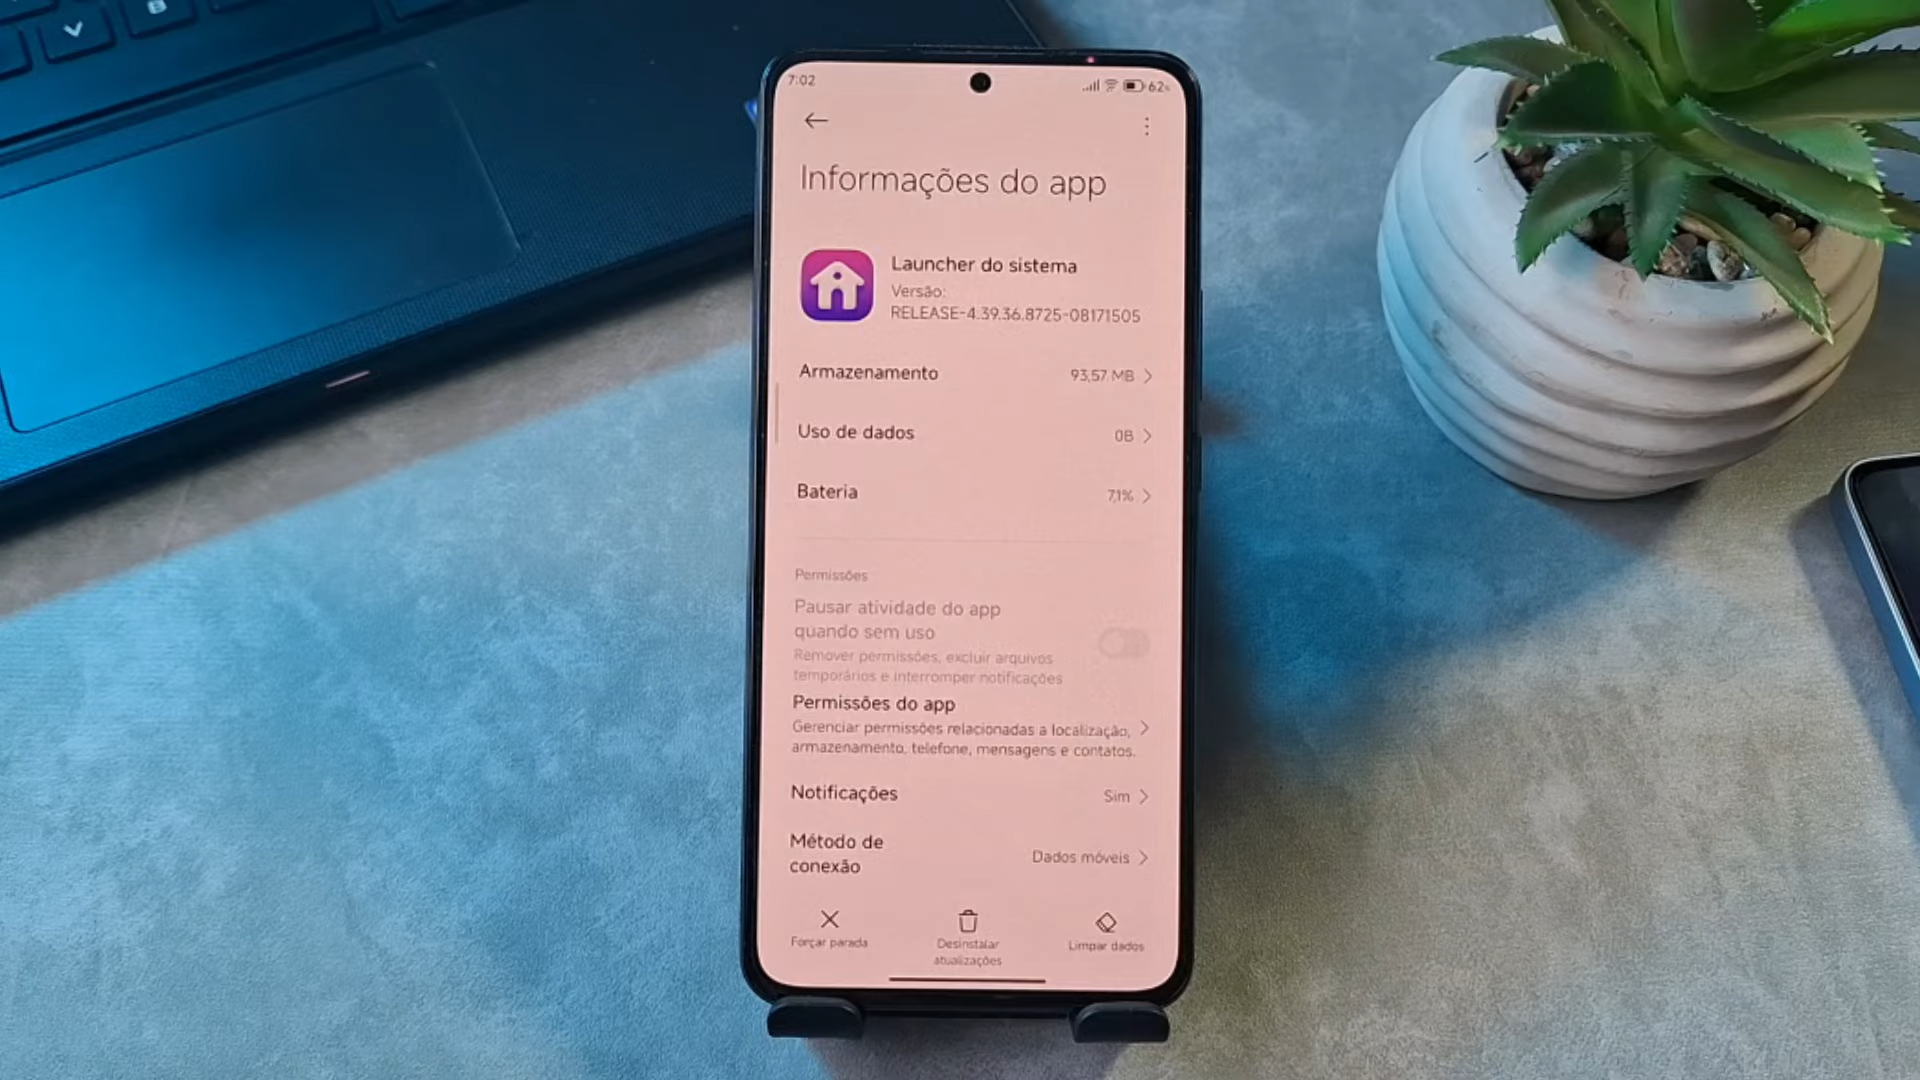 7:02
62
Informações do app
Launcher do sistema
Versão:
RELEASE-4.39.36.8725-08171505
Armazenamento 93,57 MB
Uso de dados 0B
Bateria 7,1%
Permissões
Pausar atividade do app
quando sem uso
Remover permissões, excluir arquivos
temporários e interromper notificações
Permissões do app
Gerenciar permissões relacionadas a localização,
armazenamento, telefone, mensagens e contatos.
Notificações Sim
Método de
conexão Dados móveis
Forçar parada
Desinstalar
atualizações
Limpar dados